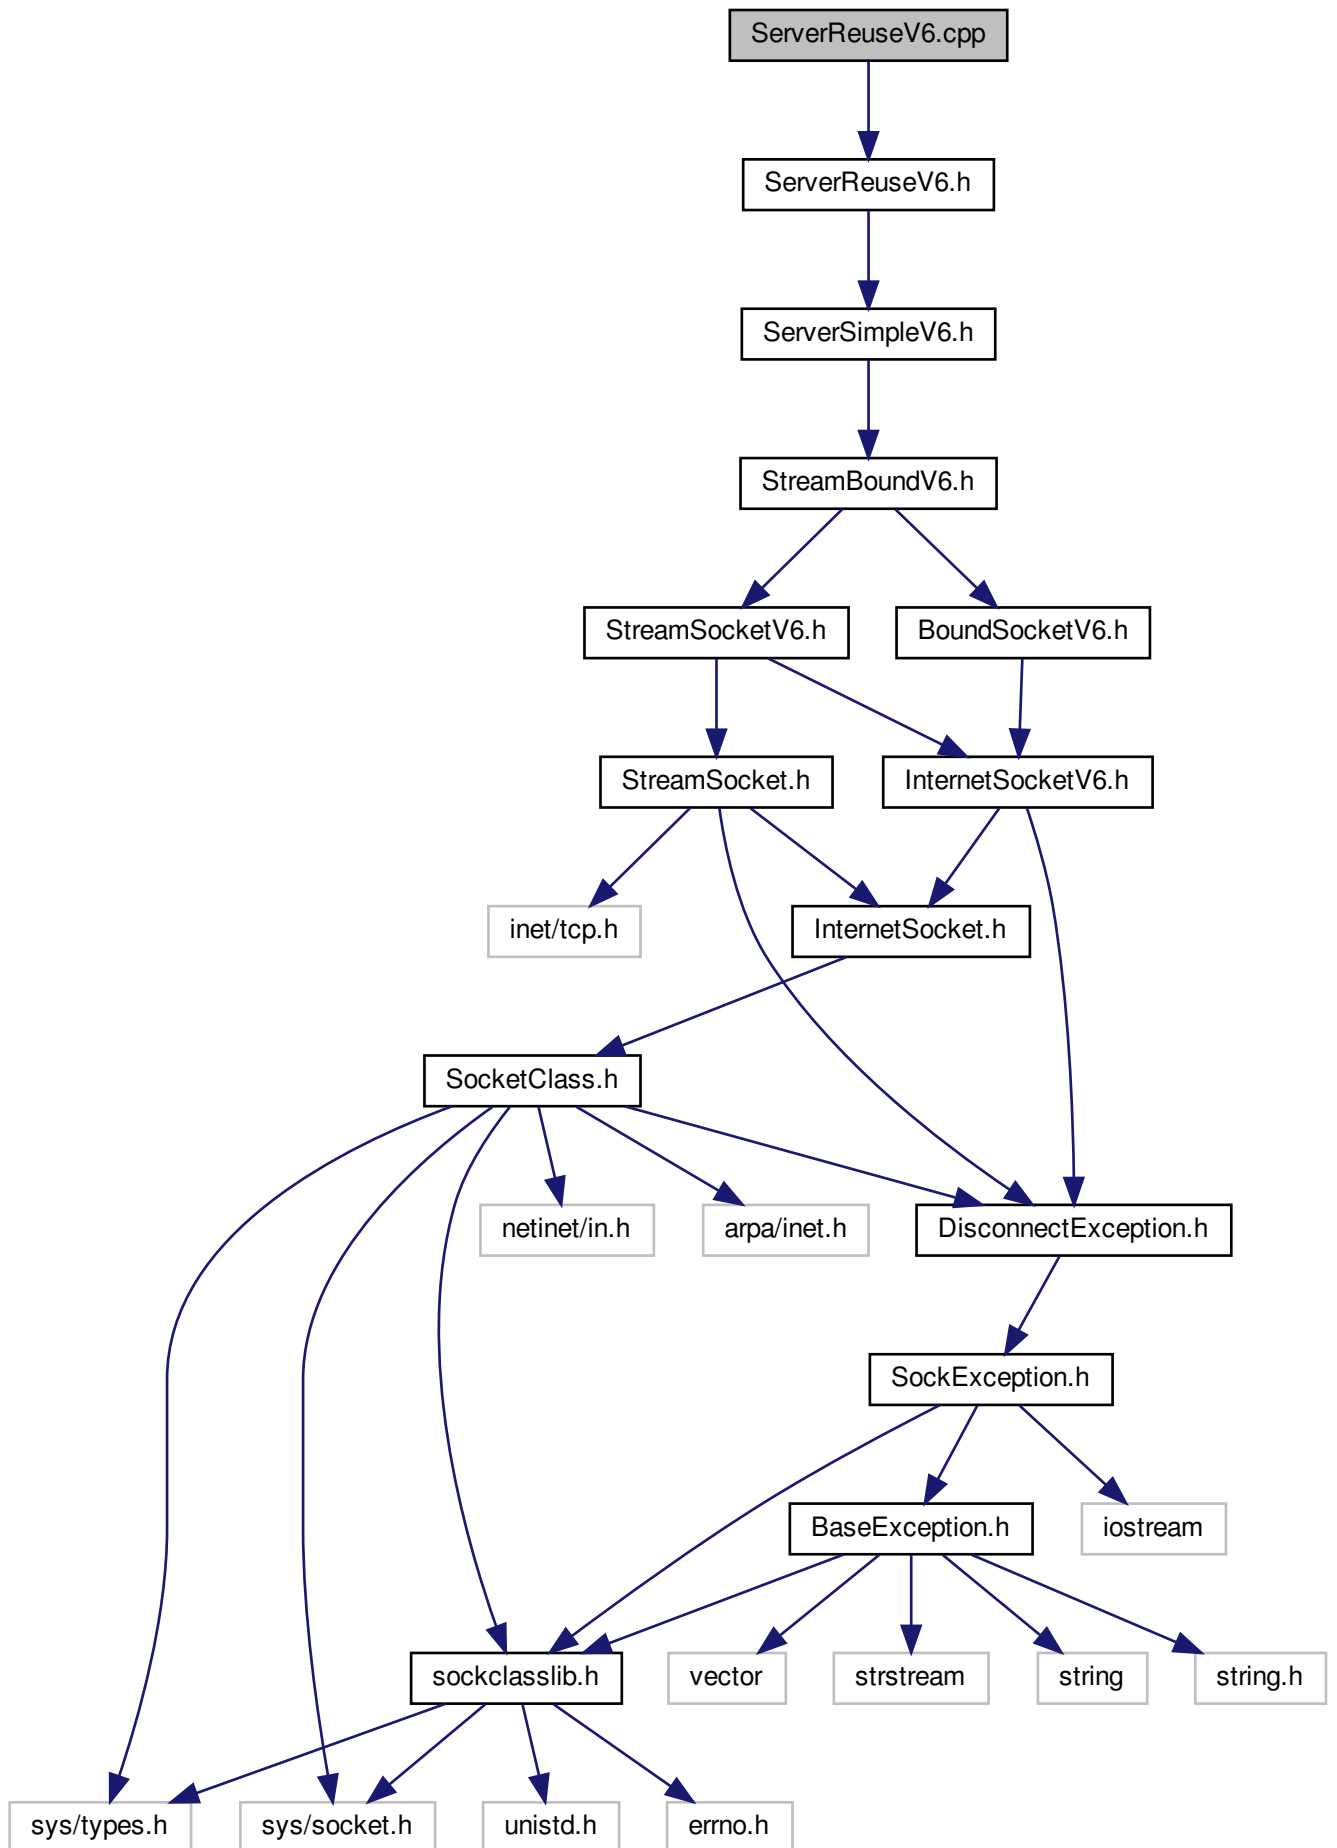 ServerReuseV6.cpp
ServerReuseV6.h
ServerSimpleV6.h
StreamBoundV6.h
StreamSocketV6.h
BoundSocketV6.h
StreamSocket.h
InternetSocketV6.h
inet/tcp.h
InternetSocket.h
SocketClass.h
netinet/in.h
arpa/inet.h
DisconnectException.h
SockException.h
BaseException.h
iostream
sockclasslib.h
vector
strstream
string
string.h
sys/types.h
sys/socket.h
unistd.h
errno.h